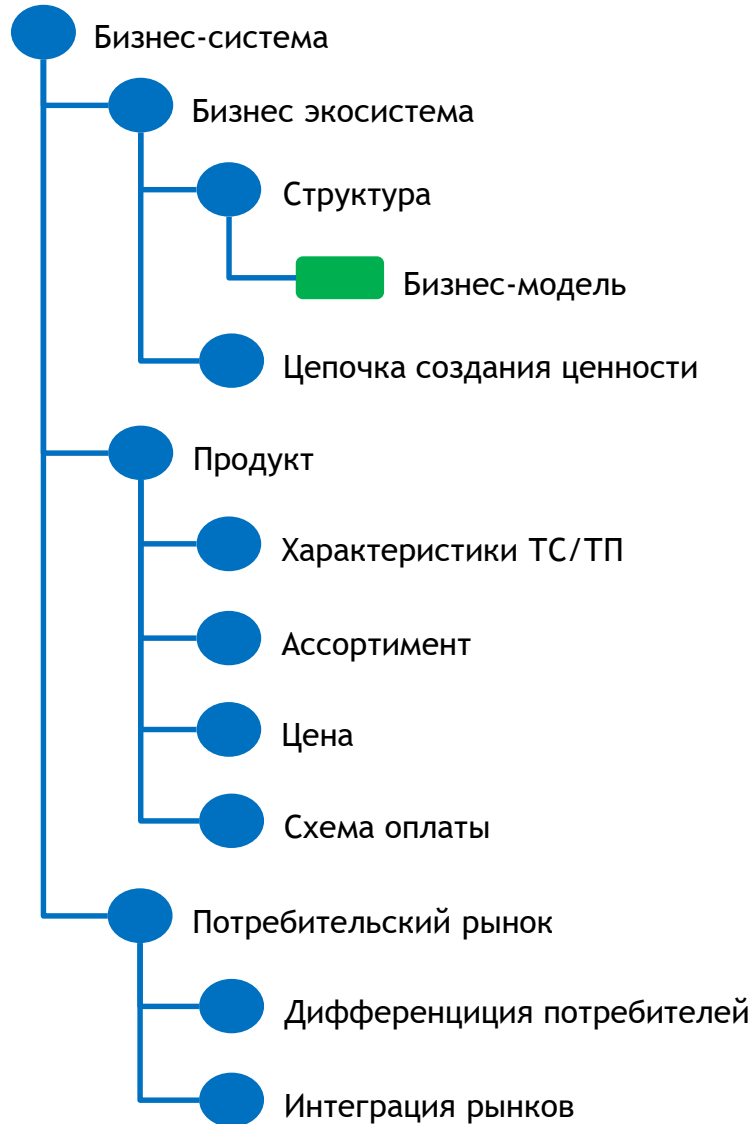 Бизнес-система
Бизнес экосистема
Структура
Бизнес-модель
Цепочка создания ценности
Продукт
Характеристики ТС/ТП
Ассортимент
Цена
Схема оплаты
Потребительский рынок
Дифференциция потребителей
Интеграция рынков